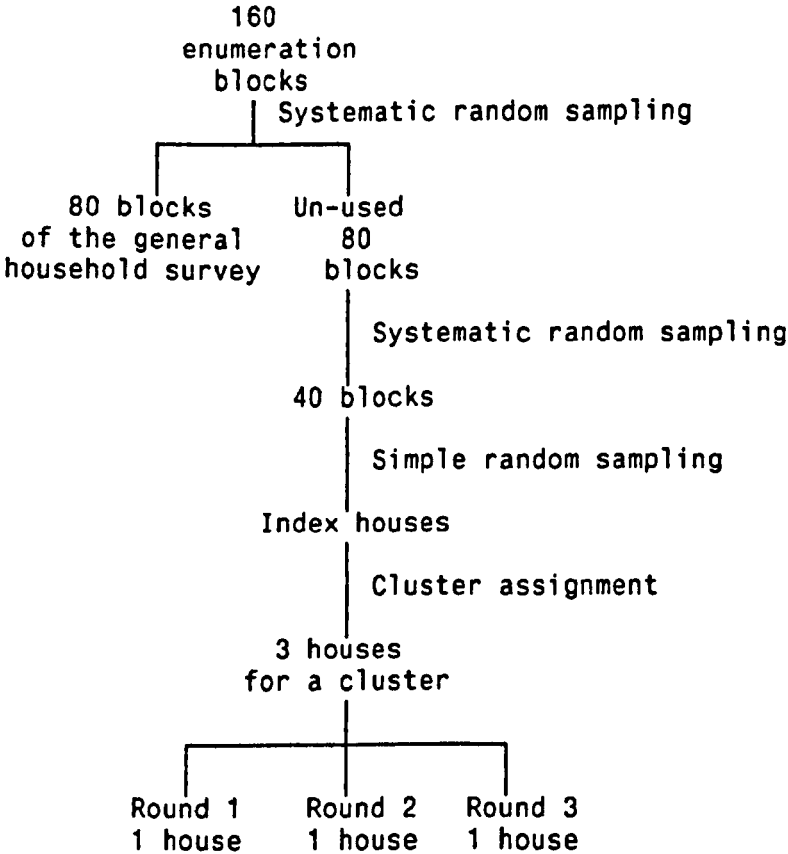 160
enumeration
blocks
Systematic random sampling
80 blocks
of the general
household survey
Un-used
80
blocks
Systematic random sampling
40 blocks
Simple random sampling
Index houses
Cluster assignment
3 houses
for a cluster
Round 1
1 house
Round 2
1 house
Round 3
1 house